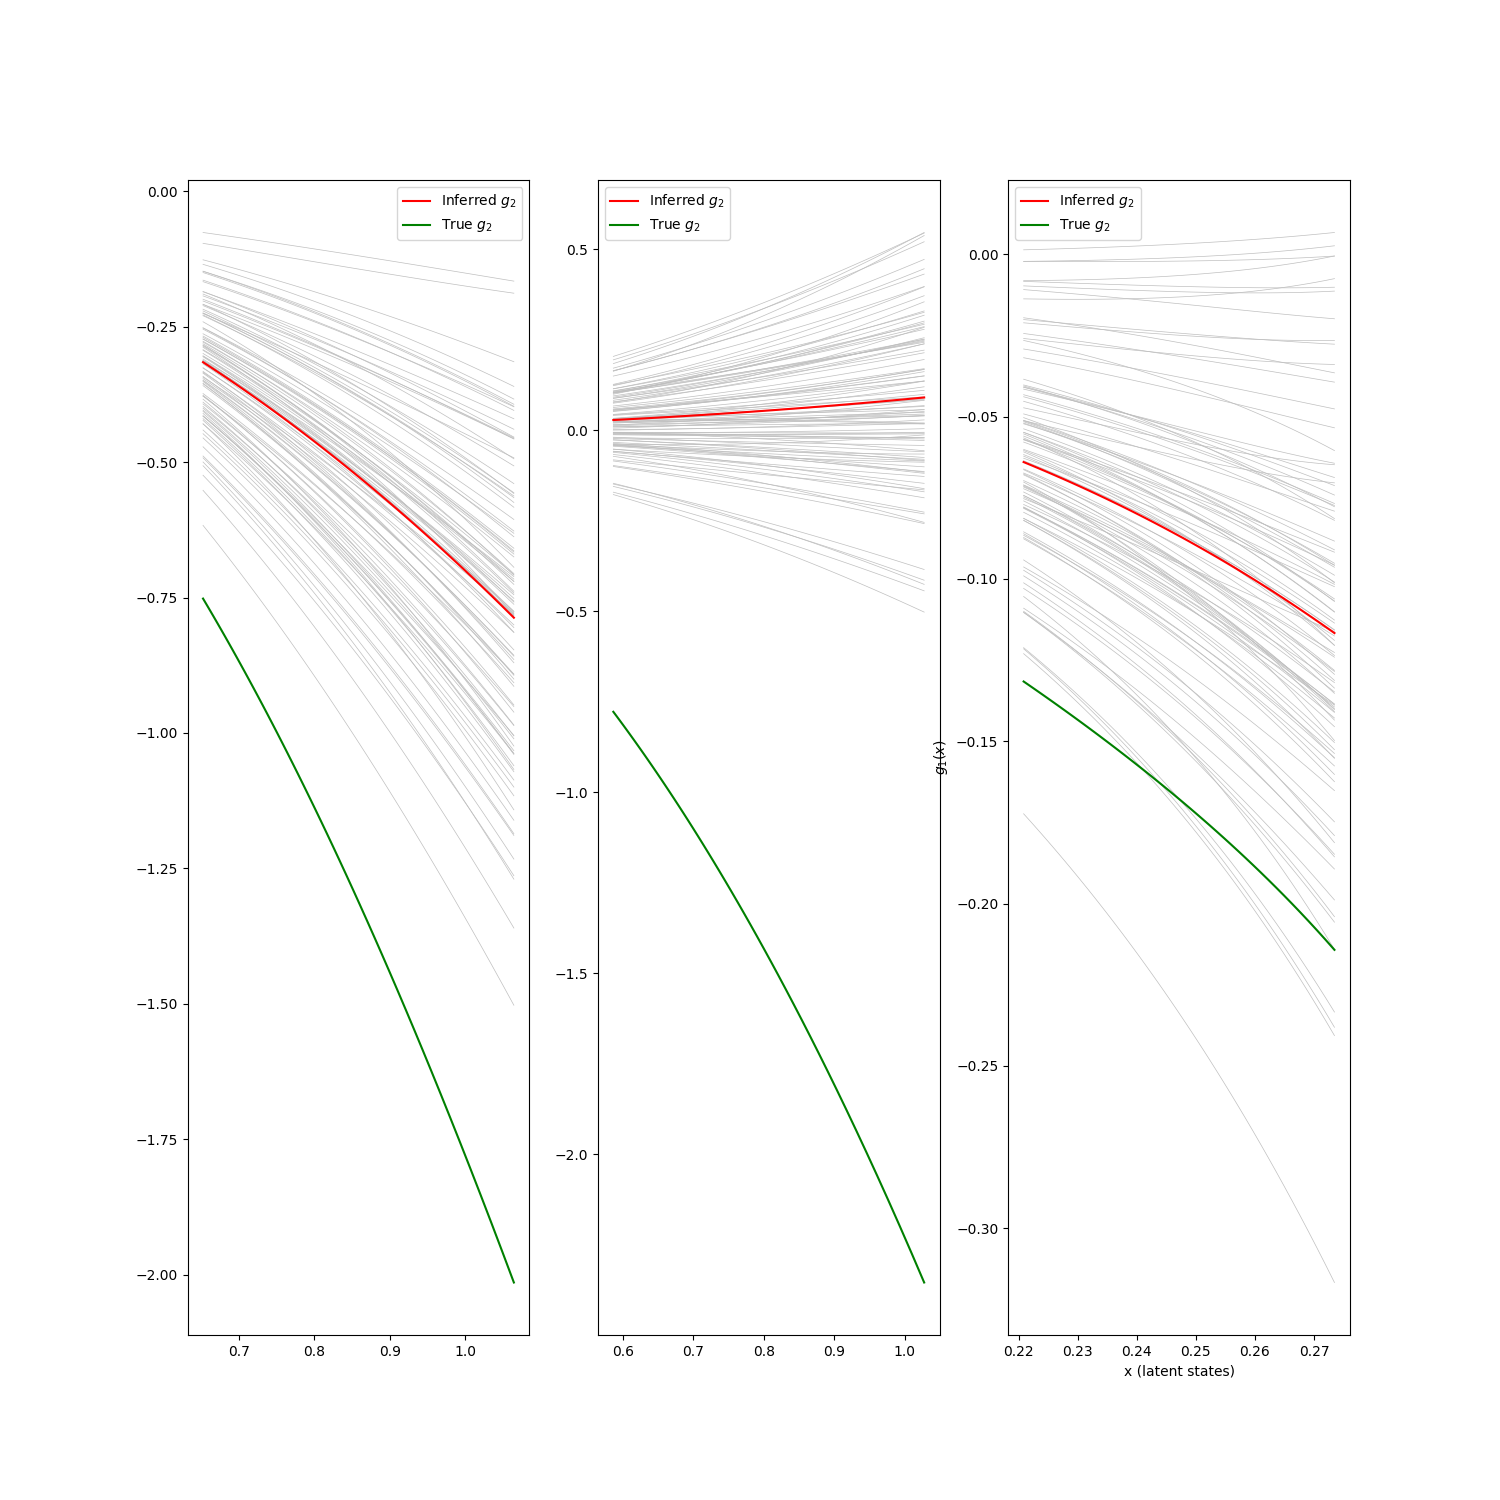 Inferred g₂
True g₂
0.00
−0.25
−0.50
−0.75
−1.00
−1.25
−1.50
−1.75
−2.00
0.7 0.8 0.9 1.0
Inferred g₂
True g₂
0.5
0.0
−0.5
−1.0
−1.5
−2.0
0.6 0.7 0.8 0.9 1.0
Inferred g₂
True g₂
g₁(x)
0.00
−0.05
−0.10
−0.15
−0.20
−0.25
−0.30
0.22 0.23 0.24 0.25 0.26 0.27
x (latent states)